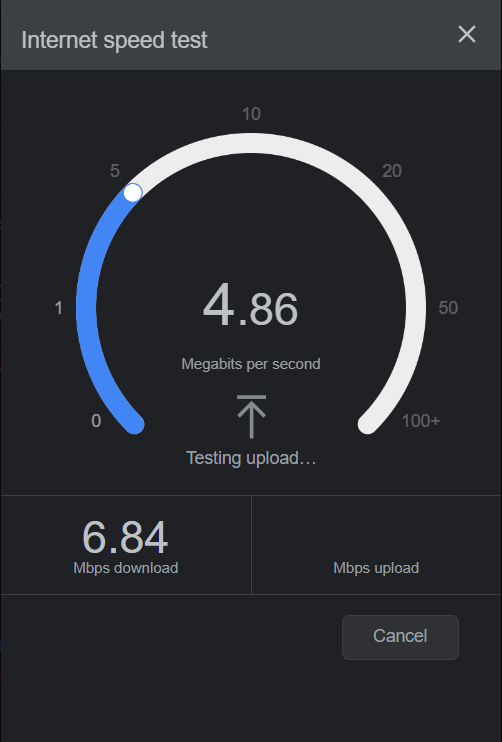 Internet speed test
10
5
20
1
4.86
50
Megabits per second
0
100+
Testing upload…
6.84
Mbps download
Mbps upload
Cancel